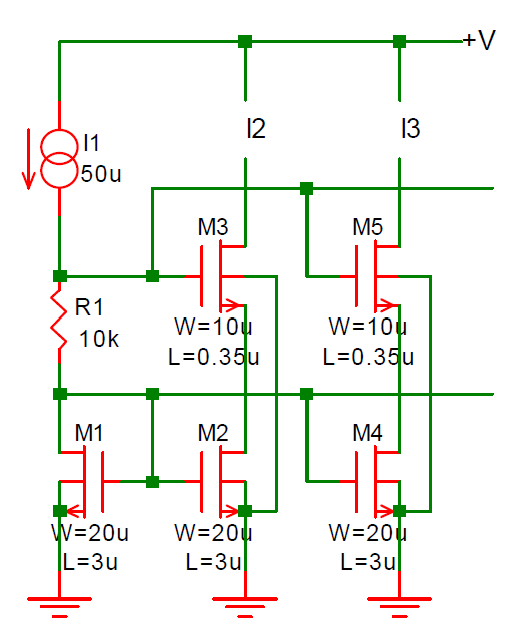 +V
I1
50u
I2
I3
M3
M5
R1
10k
W=10u
L=0.35u
W=10u
L=0.35u
M1
M2
M4
W=20u
L=3u
W=20u
L=3u
W=20u
L=3u